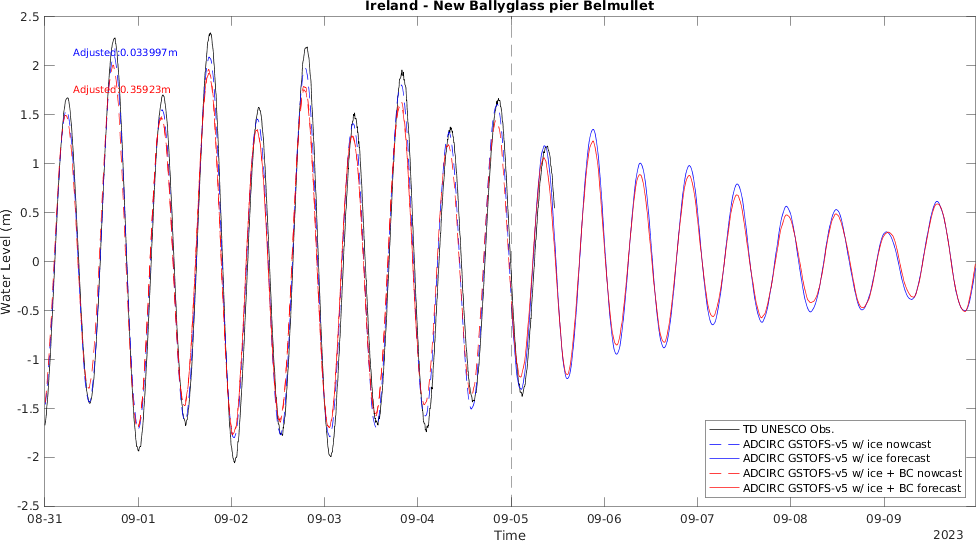 Ireland - New Ballyglass pier Belmullet
2.5
2
1.5
1
0.5
0
-0.5
-1
-1.5
-2
-2.5
Water Level (m)
Adjusted:0.033997m
Adjusted:0.35923m
TD UNESCO Obs.
ADCIRC GSTOFS-v5 w/ ice nowcast
ADCIRC GSTOFS-v5 w/ ice forecast
ADCIRC GSTOFS-v5 w/ ice + BC nowcast
ADCIRC GSTOFS-v5 w/ ice + BC forecast
08-31 09-01 09-02 09-03 09-04 09-05 09-06 09-07 09-08 09-09
Time
2023